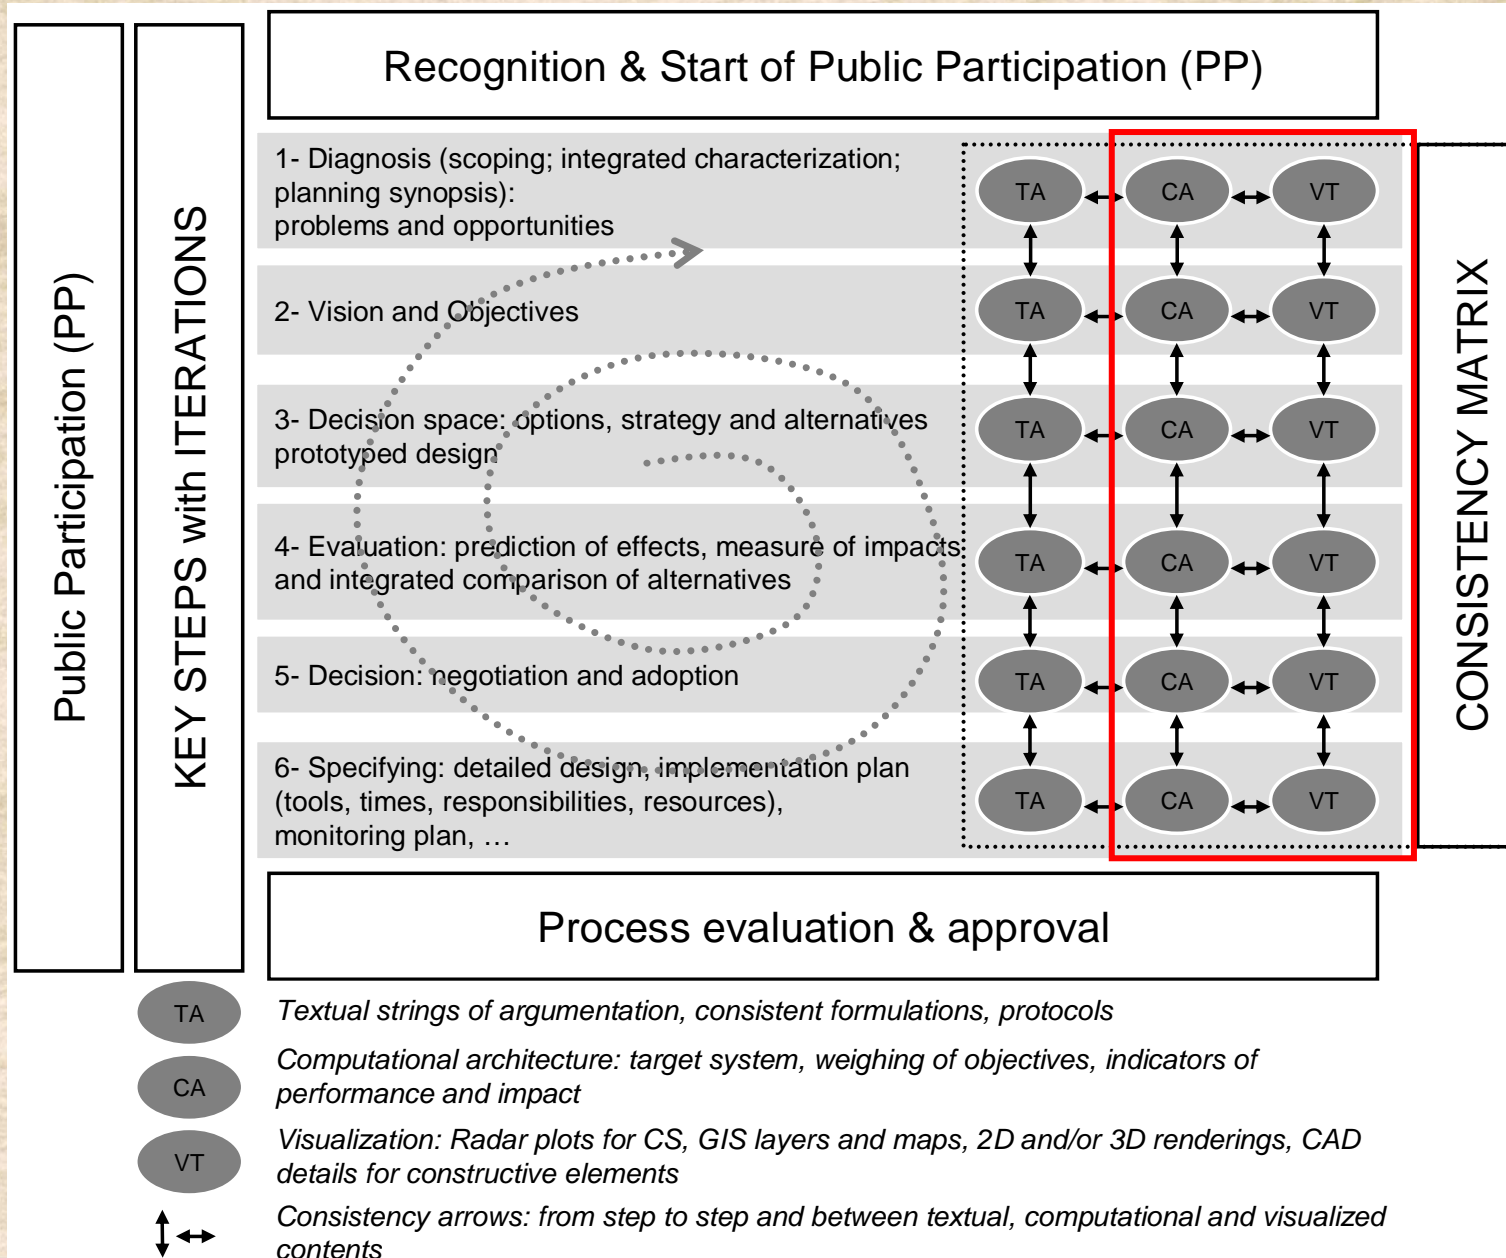 Public Participation (PP)
KEY STEPS with ITERATIONS
Recognition & Start of Public Participation (PP)
1- Diagnosis (scoping; integrated characterization;
planning synopsis):
problems and opportunities
TA CA VT
2- Vision and Objectives
TA CA VT
3- Decision space: options, strategy and alternatives
prototyped design
TA CA VT
4- Evaluation: prediction of effects, measure of impacts
and integrated comparison of alternatives
TA CA VT
5- Decision: negotiation and adoption
TA CA VT
6- Specifying: detailed design, implementation plan
(tools, times, responsibilities, resources),
monitoring plan, …
TA CA VT
CONSISTENCY MATRIX
Process evaluation & approval
TA
Textual strings of argumentation, consistent formulations, protocols
CA
Computational architecture: target system, weighing of objectives, indicators of
performance and impact
VT
Visualization: Radar plots for CS, GIS layers and maps, 2D and/or 3D renderings, CAD
details for constructive elements
Consistency arrows: from step to step and between textual, computational and visualized
contents